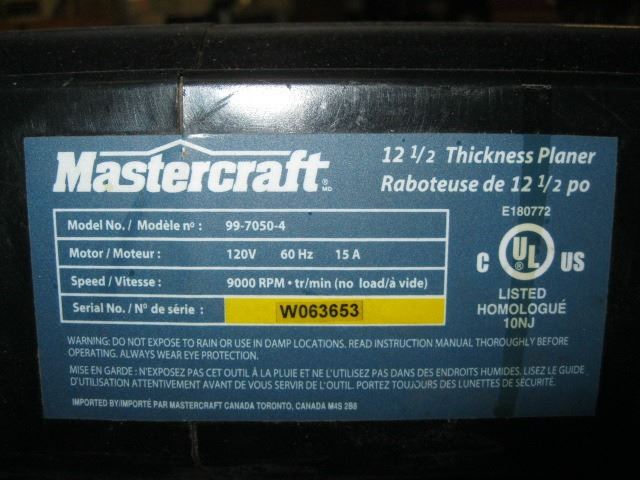 Mastercraft MD
12 1/2 Thickness Planer
Raboteuse de 12 1/2 po
Model No. / Modèle nº : 99-7050-4
Motor / Moteur : 120V 60 Hz 15 A
Speed / Vitesse : 9000 RPM • tr/min (no load/à vide)
Serial No. / Nº de série : W063653
E180772
C UL ® US
LISTED
HOMOLOGUÉ
10NJ
WARNING: DO NOT EXPOSE TO RAIN OR USE IN DAMP LOCATIONS. READ INSTRUCTION MANUAL THOROUGHLY BEFORE
OPERATING. ALWAYS WEAR EYE PROTECTION.
MISE EN GARDE : N'EXPOSEZ PAS CET OUTIL À LA PLUIE ET NE L'UTILISEZ PAS DANS DES ENDROITS HUMIDES. LISEZ LE GUIDE
D'UTILISATION ATTENTIVEMENT AVANT DE VOUS SERVIR DE L'OUTIL. PORTEZ TOUJOURS DES LUNETTES DE SÉCURITÉ.
IMPORTED BY/IMPORTÉ PAR MASTERCRAFT CANADA TORONTO, CANADA M4S 2B8